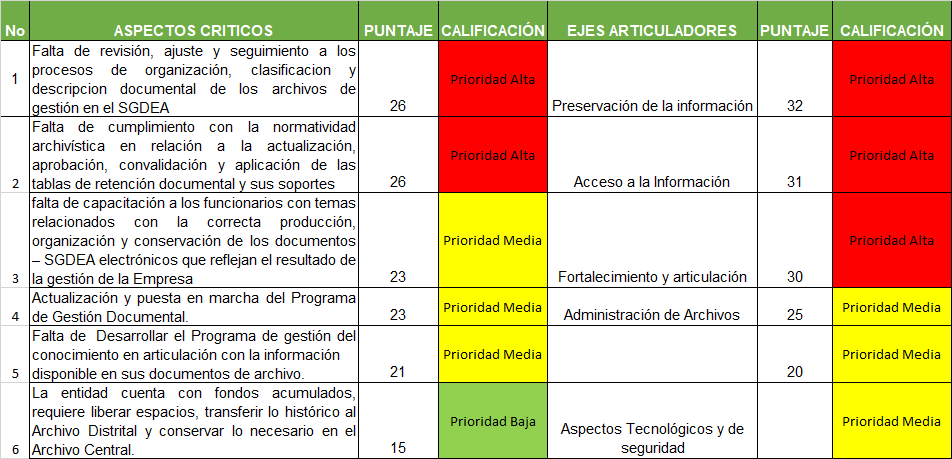 No ASPECTOS CRITICOS PUNTAJE CALIFICACIÓN EJES ARTICULADORES PUNTAJE CALIFICACIÓN
1
Falta de revisión, ajuste y seguimiento a los
procesos de organización, clasificacion y
descripcion documental de los archivos de
gestión en el SGDEA
26
Prioridad Alta
Preservación de la información
32
Prioridad Alta
2
Falta de cumplimiento con la normatividad
archivística en relación a la actualización,
aprobación, convalidación y aplicación de las
tablas de retención documental y sus soportes
26
Prioridad Alta
Acceso a la Información
31
Prioridad Alta
3
falta de capacitación a los funcionarios con temas
relacionados con la correcta producción,
organización y conservación de los documentos
– SGDEA electrónicos que reflejan el resultado de
la gestión de la Empresa
23
Prioridad Media
Fortalecimiento y articulación
30
Prioridad Alta
4
Actualización y puesta en marcha del Programa
de Gestión Documental.
23
Prioridad Media
Administración de Archivos
25
Prioridad Media
5
Falta de Desarrollar el Programa de gestión del
conocimiento en articulación con la información
disponible en sus documentos de archivo.
21
Prioridad Media
20
Prioridad Media
6
La entidad cuenta con fondos acumulados,
requiere liberar espacios, transferir lo histórico al
Archivo Distrital y conservar lo necesario en el
Archivo Central.
15
Prioridad Baja
Aspectos Tecnológicos y de
seguridad
Prioridad Media